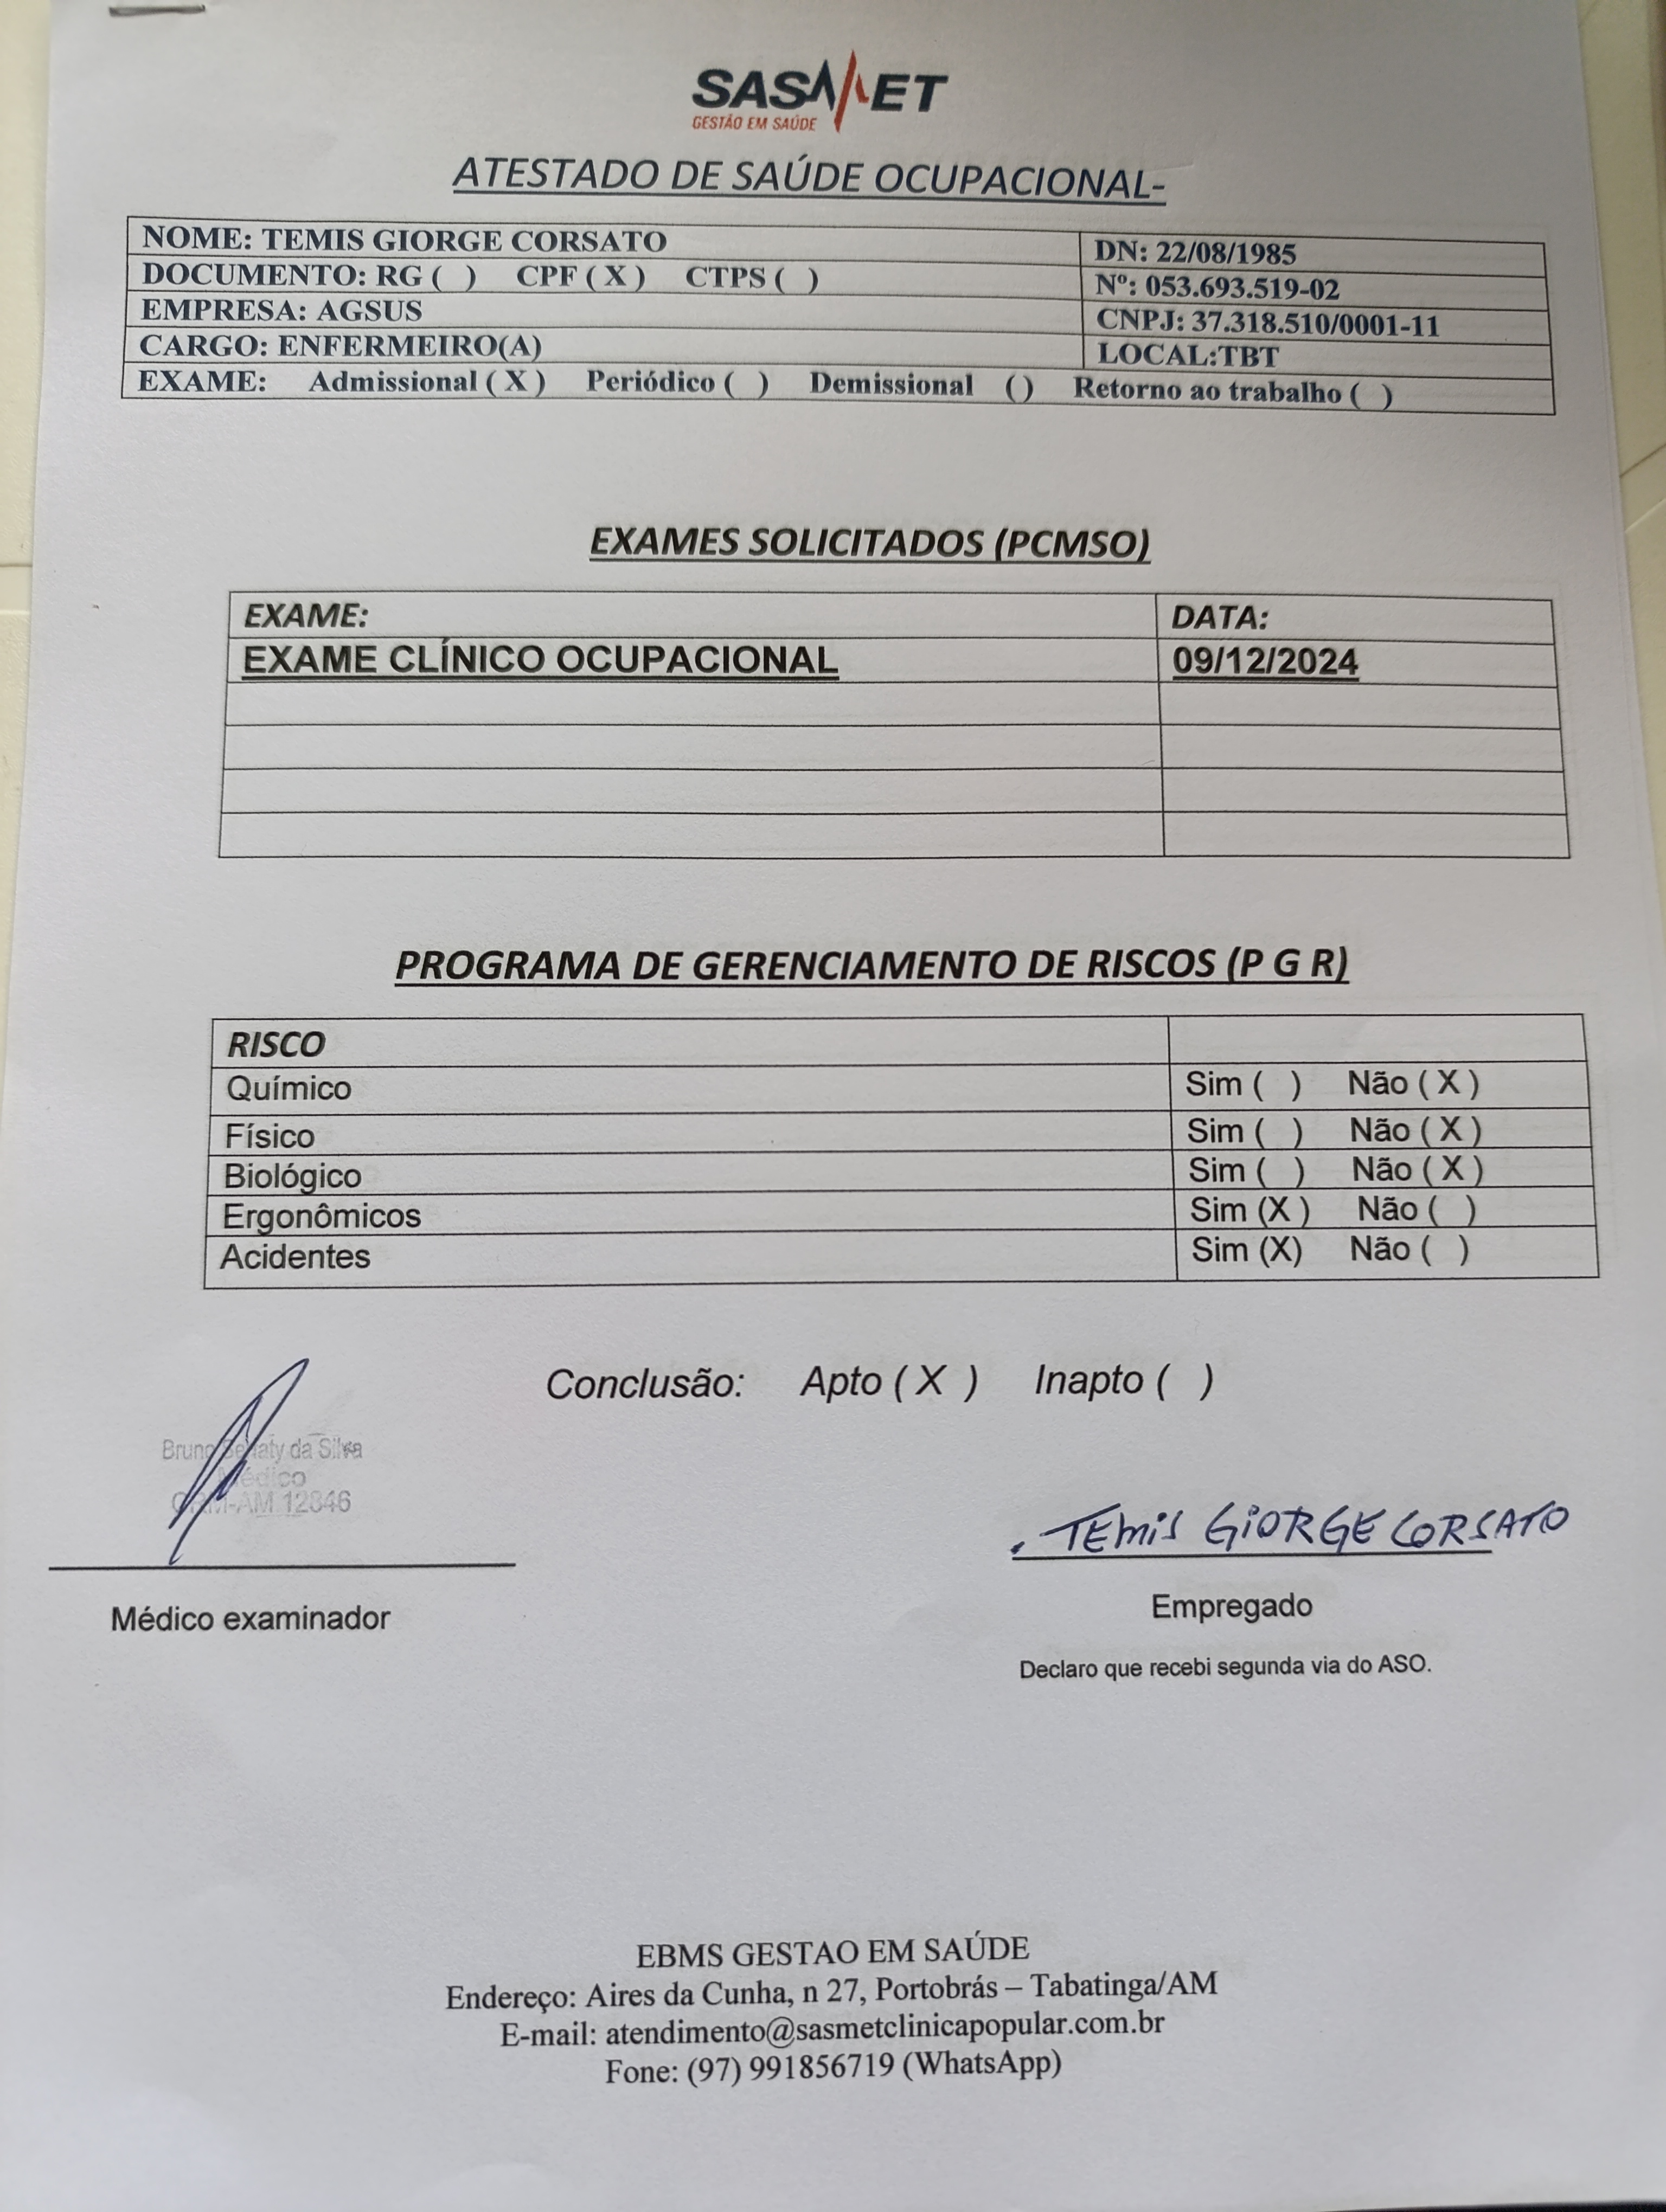 SASMET
GESTÃO EM SAÚDE
ATESTADO DE SAÚDE OCUPACIONAL-
NOME: TEMIS GIORGE CORSATO DN: 22/08/1985
DOCUMENTO: RG ( ) CPF ( X ) CTPS ( ) Nº: 053.693.519-02
EMPRESA: AGSUS CNPJ: 37.318.510/0001-11
CARGO: ENFERMEIRO(A) LOCAL:TBT
EXAME: Admissional ( X ) Periódico ( ) Demissional () Retorno ao trabalho ( )
EXAMES SOLICITADOS (PCMSO)
EXAME: DATA:
EXAME CLÍNICO OCUPACIONAL 09/12/2024
PROGRAMA DE GERENCIAMENTO DE RISCOS (P G R)
RISCO
Químico Sim ( ) Não ( X )
Físico Sim ( ) Não ( X )
Biológico Sim ( ) Não ( X )
Ergonômicos Sim (X ) Não ( )
Acidentes Sim (X) Não ( )
Conclusão: Apto ( X ) Inapto ( )
Bruno da Silva
Médico
CRM-AM 12846
TEMIS GIORGE CORSATO
Médico examinador
Empregado
Declaro que recebi segunda via do ASO.
EBMS GESTAO EM SAÚDE
Endereço: Aires da Cunha, n 27, Portobrás – Tabatinga/AM
E-mail: atendimento@sasmetclinicapopular.com.br
Fone: (97) 991856719 (WhatsApp)